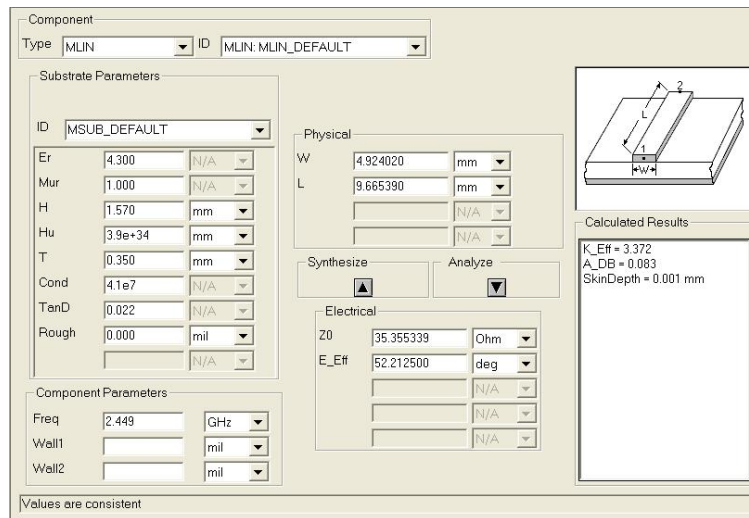 Component
Type MLIN ID MLIN: MLIN_DEFAULT
Substrate Parameters
ID MSUB_DEFAULT
Er 4.300 N/A
Mur 1.000 N/A
H 1.570 mm
Hu 3.9e+34 mm
T 0.350 mm
Cond 4.1e7 N/A
TanD 0.022 N/A
Rough 0.000 mil
N/A
Component Parameters
Freq 2.449 GHz
Wall1 mil
Wall2 mil
Physical
W 4.924020 mm
L 9.665390 mm
N/A
N/A
Synthesize Analyze
Electrical
Z0 35.355339 Ohm
E_Eff 52.212500 deg
N/A
N/A
N/A
2
L
1
W
Calculated Results
K_Eff = 3.372
A_DB = 0.083
SkinDepth = 0.001 mm
Values are consistent